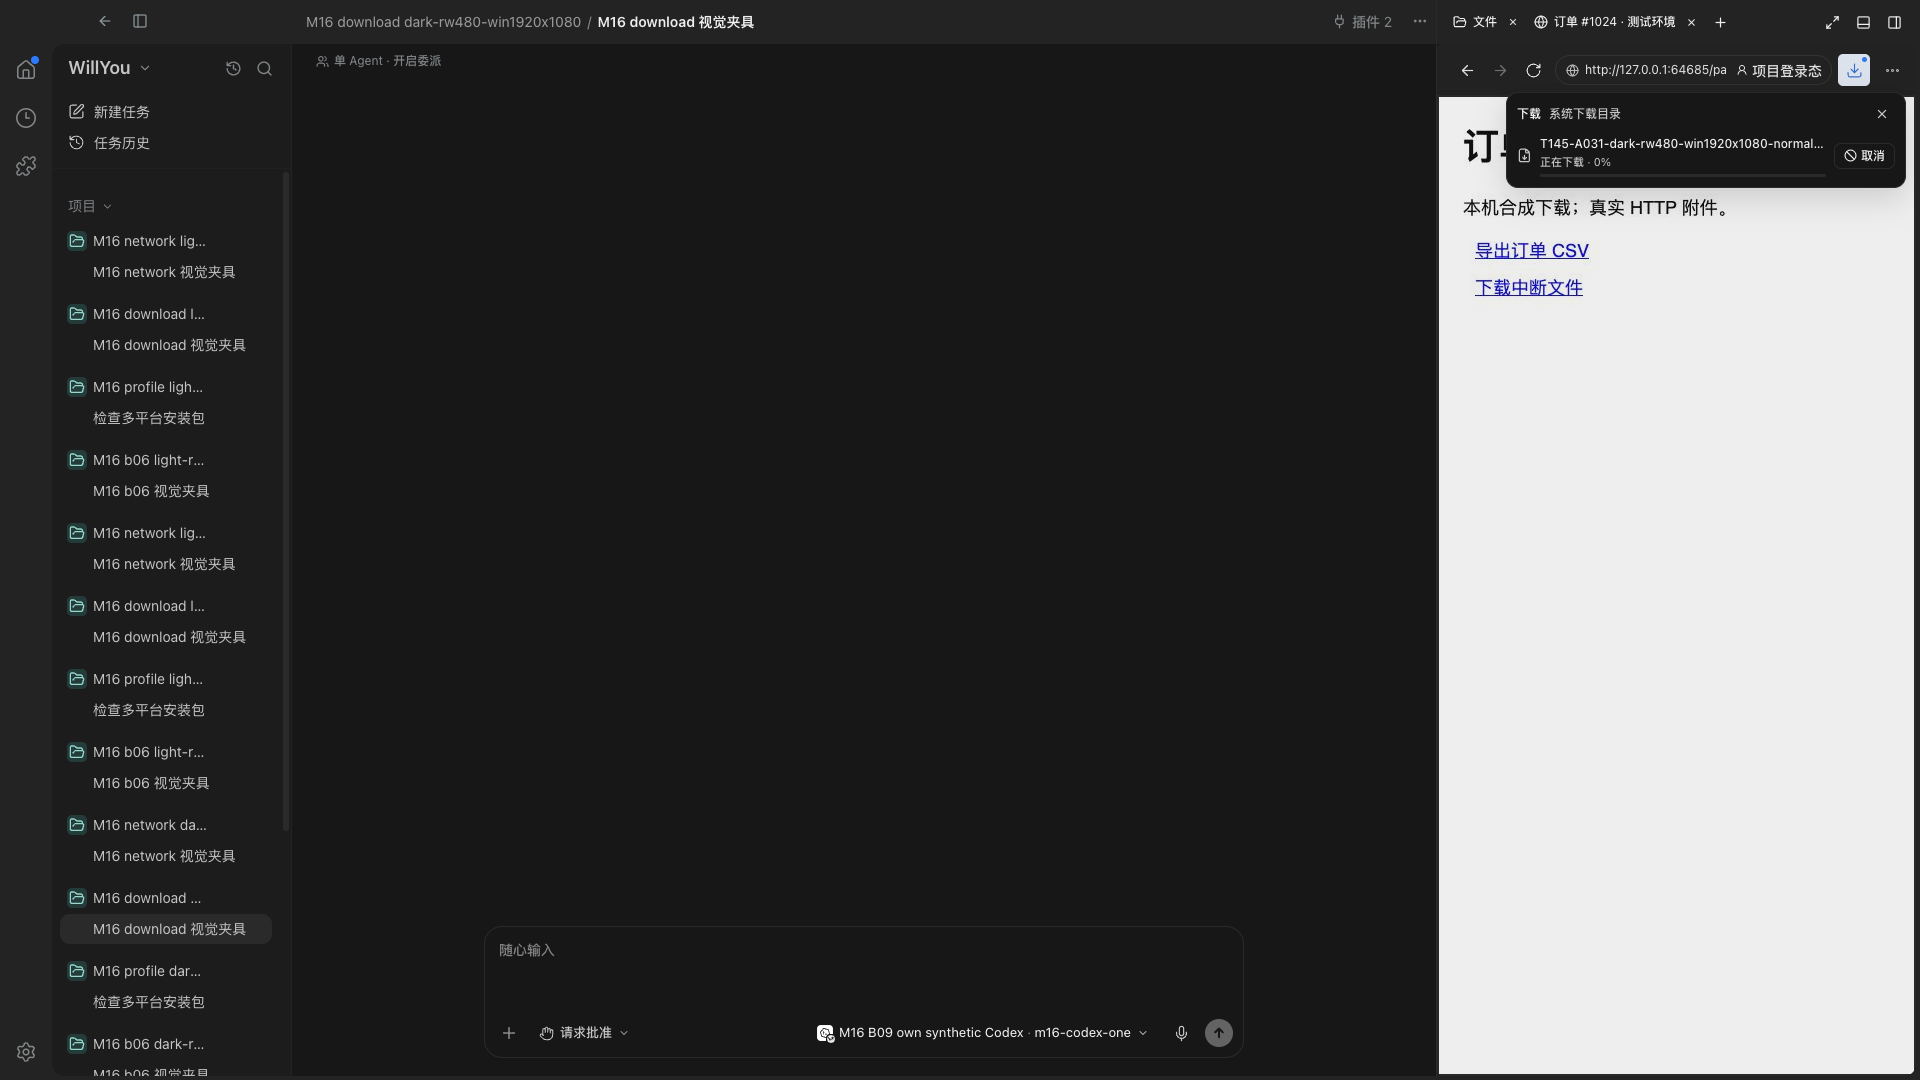 M16 download dark-rw480-win1920x1080 / M16 download 视觉夹具
插件 2
文件
订单 #1024 · 测试环境
WillYou
新建任务
任务历史
项目
M16 network lig...
M16 network 视觉夹具
M16 download l...
M16 download 视觉夹具
M16 profile ligh...
检查多平台安装包
M16 b06 light-r...
M16 b06 视觉夹具
M16 network lig...
M16 network 视觉夹具
M16 download l...
M16 download 视觉夹具
M16 profile ligh...
检查多平台安装包
M16 b06 light-r...
M16 b06 视觉夹具
M16 network da...
M16 network 视觉夹具
M16 download ...
M16 download 视觉夹具
M16 profile dar...
检查多平台安装包
M16 b06 dark-r...
M16 b06 视觉夹具
单 Agent · 开启委派
随心输入
请求批准
M16 B09 own synthetic Codex · m16-codex-one
http://127.0.0.1:64685/pa
项目登录态
下载 系统下载目录
T145-A031-dark-rw480-win1920x1080-normal...
正在下载 · 0%
取消
订
本机合成下载；真实 HTTP 附件。
导出订单 CSV
下载中断文件